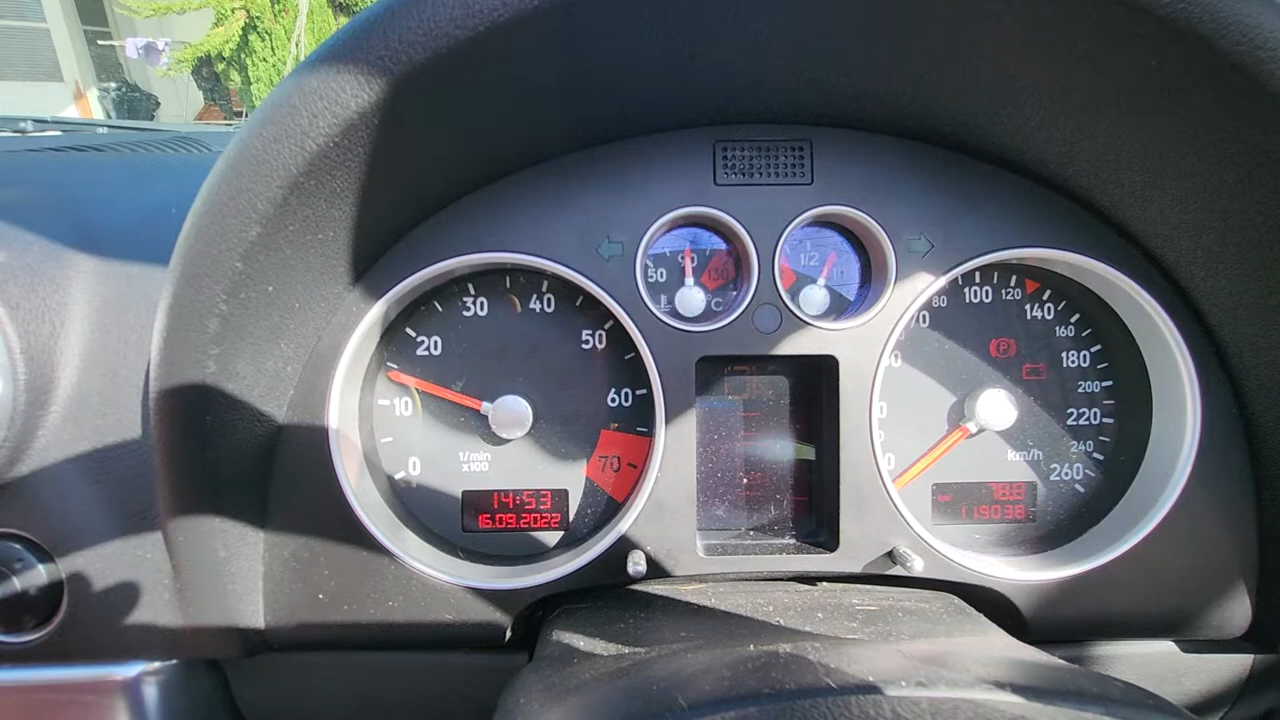 50 90 130 °C
1/2 1/1
0 10 20 30 40 50 60 70
1/min
x100
14:53
16.09.2022
80 100 120 140 160 180 200 220 240 260
P
km/h
78.8
119038